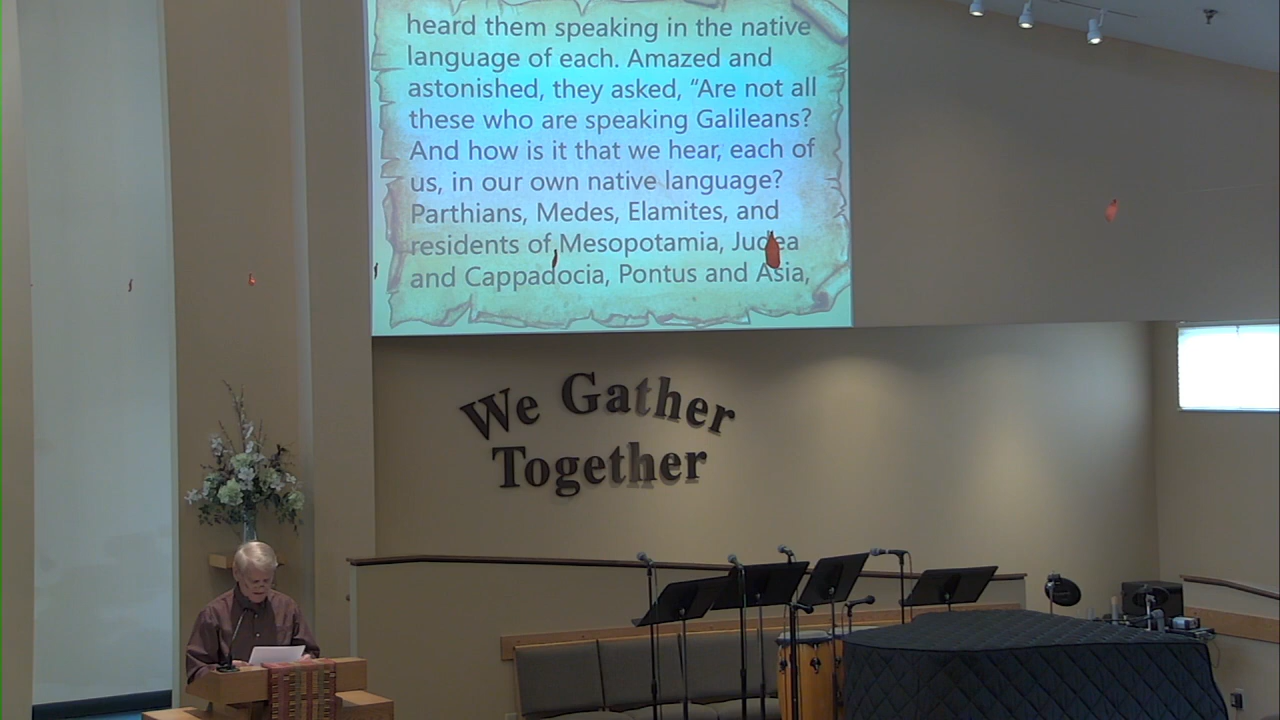 heard them speaking in the native
language of each. Amazed and
astonished, they asked, “Are not all
these who are speaking Galileans?
And how is it that we hear, each of
us, in our own native language?
Parthians, Medes, Elamites, and
residents of Mesopotamia, Judea
and Cappadocia, Pontus and Asia,
We Gather
Together